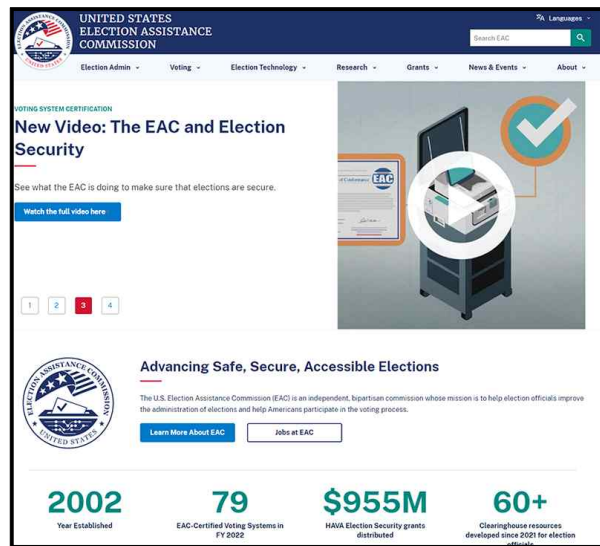 UNITED STATES
ELECTION ASSISTANCE
COMMISSION
Languages
Search EAC
Election Admin
Voting
Election Technology
Research
Grants
News & Events
About
VOTING SYSTEM CERTIFICATION
New Video: The EAC and Election
Security
See what the EAC is doing to make sure that elections are secure.
Watch the full video here
EAC
1 2 3 4
ELECTION ASSISTANCE COMMISSION
UNITED STATES
Advancing Safe, Secure, Accessible Elections
The U.S. Election Assistance Commission (EAC) is an independent, bipartisan commission whose mission is to help election officials improve
the administration of elections and help Americans participate in the voting process.
Learn More About EAC
Jobs at EAC
2002
Year Established
79
EAC-Certified Voting Systems in
FY 2022
$955M
HAVA Election Security grants
distributed
60+
Clearinghouse resources
developed since 2021 for election
officials